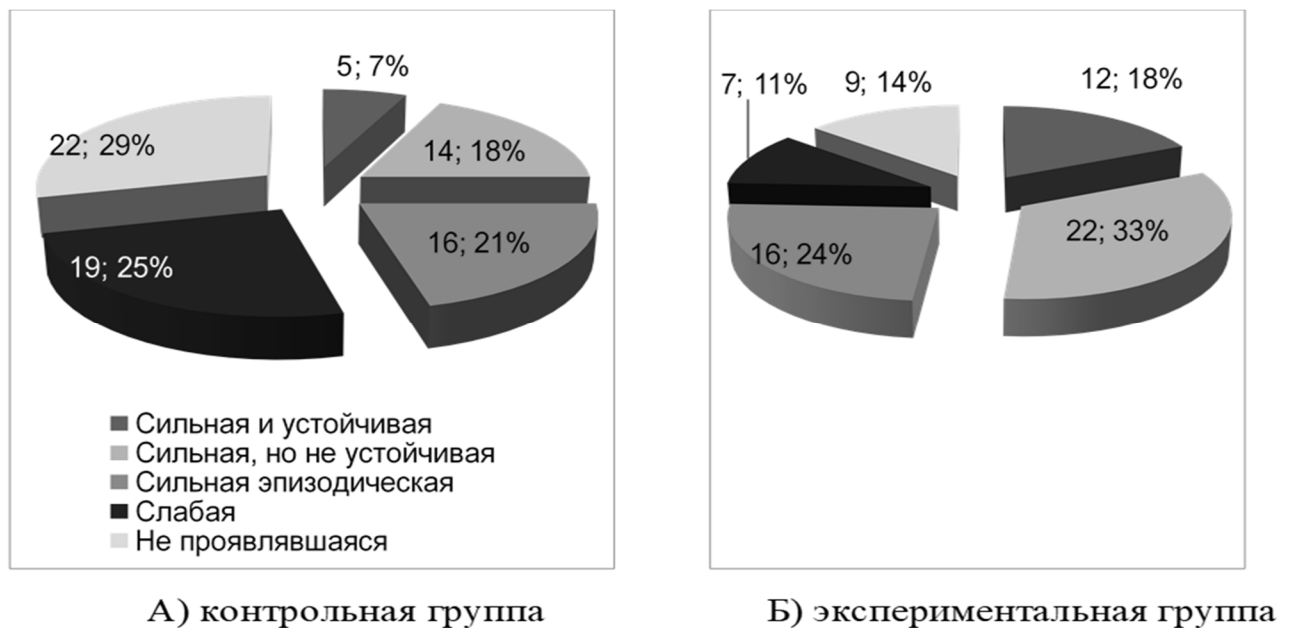 5; 7%
14; 18%
16; 21%
19; 25%
22; 29%
Сильная и устойчивая
Сильная, но не устойчивая
Сильная эпизодическая
Слабая
Не проявлявшаяся
А) контрольная группа
12; 18%
22; 33%
16; 24%
7; 11%
9; 14%
Б) экспериментальная группа